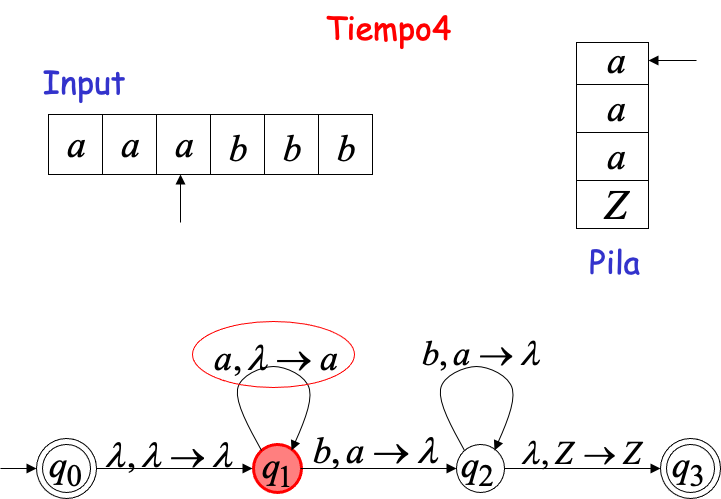 Tiempo4
Input
a a a b b b
a
a
a
Z
Pila
a, λ → a
b, a → λ
q0 λ, λ → λ q1 b, a → λ q2 λ, Z → Z q3